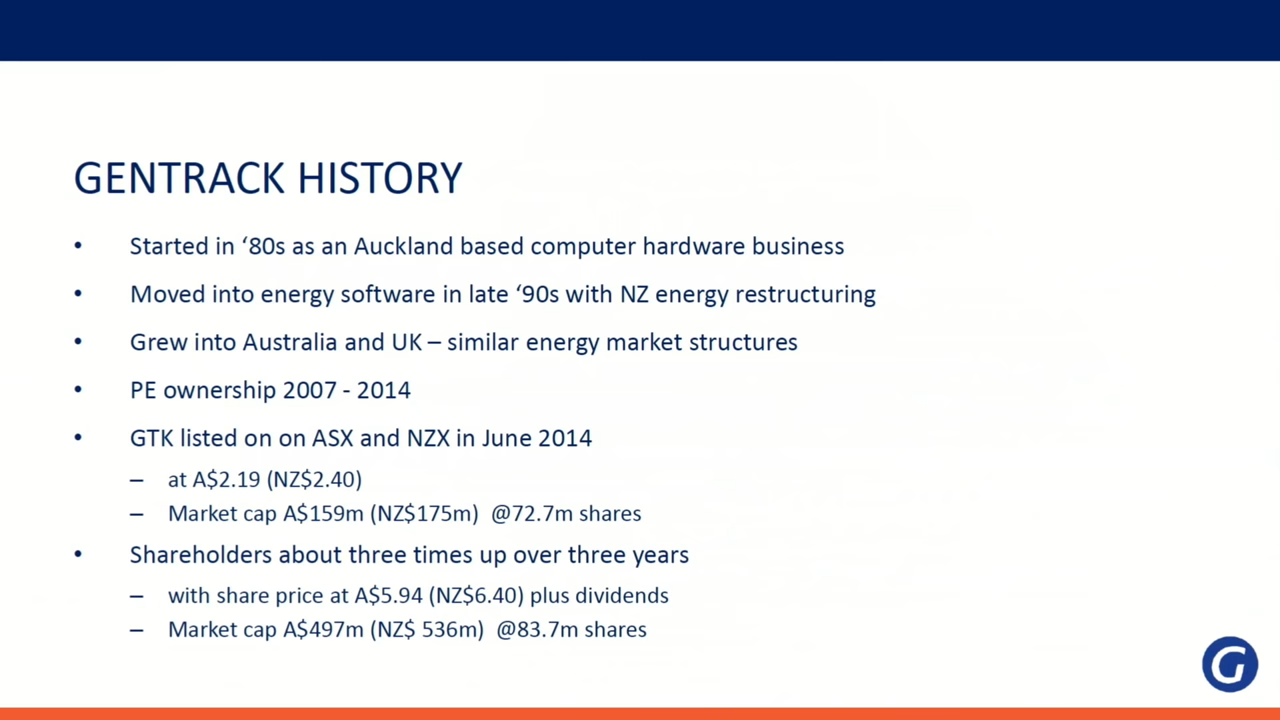 GENTRACK HISTORY
• Started in ‘80s as an Auckland based computer hardware business
• Moved into energy software in late ‘90s with NZ energy restructuring
• Grew into Australia and UK – similar energy market structures
• PE ownership 2007 - 2014
• GTK listed on on ASX and NZX in June 2014
– at A$2.19 (NZ$2.40)
– Market cap A$159m (NZ$175m) @72.7m shares
• Shareholders about three times up over three years
– with share price at A$5.94 (NZ$6.40) plus dividends
– Market cap A$497m (NZ$ 536m) @83.7m shares
G